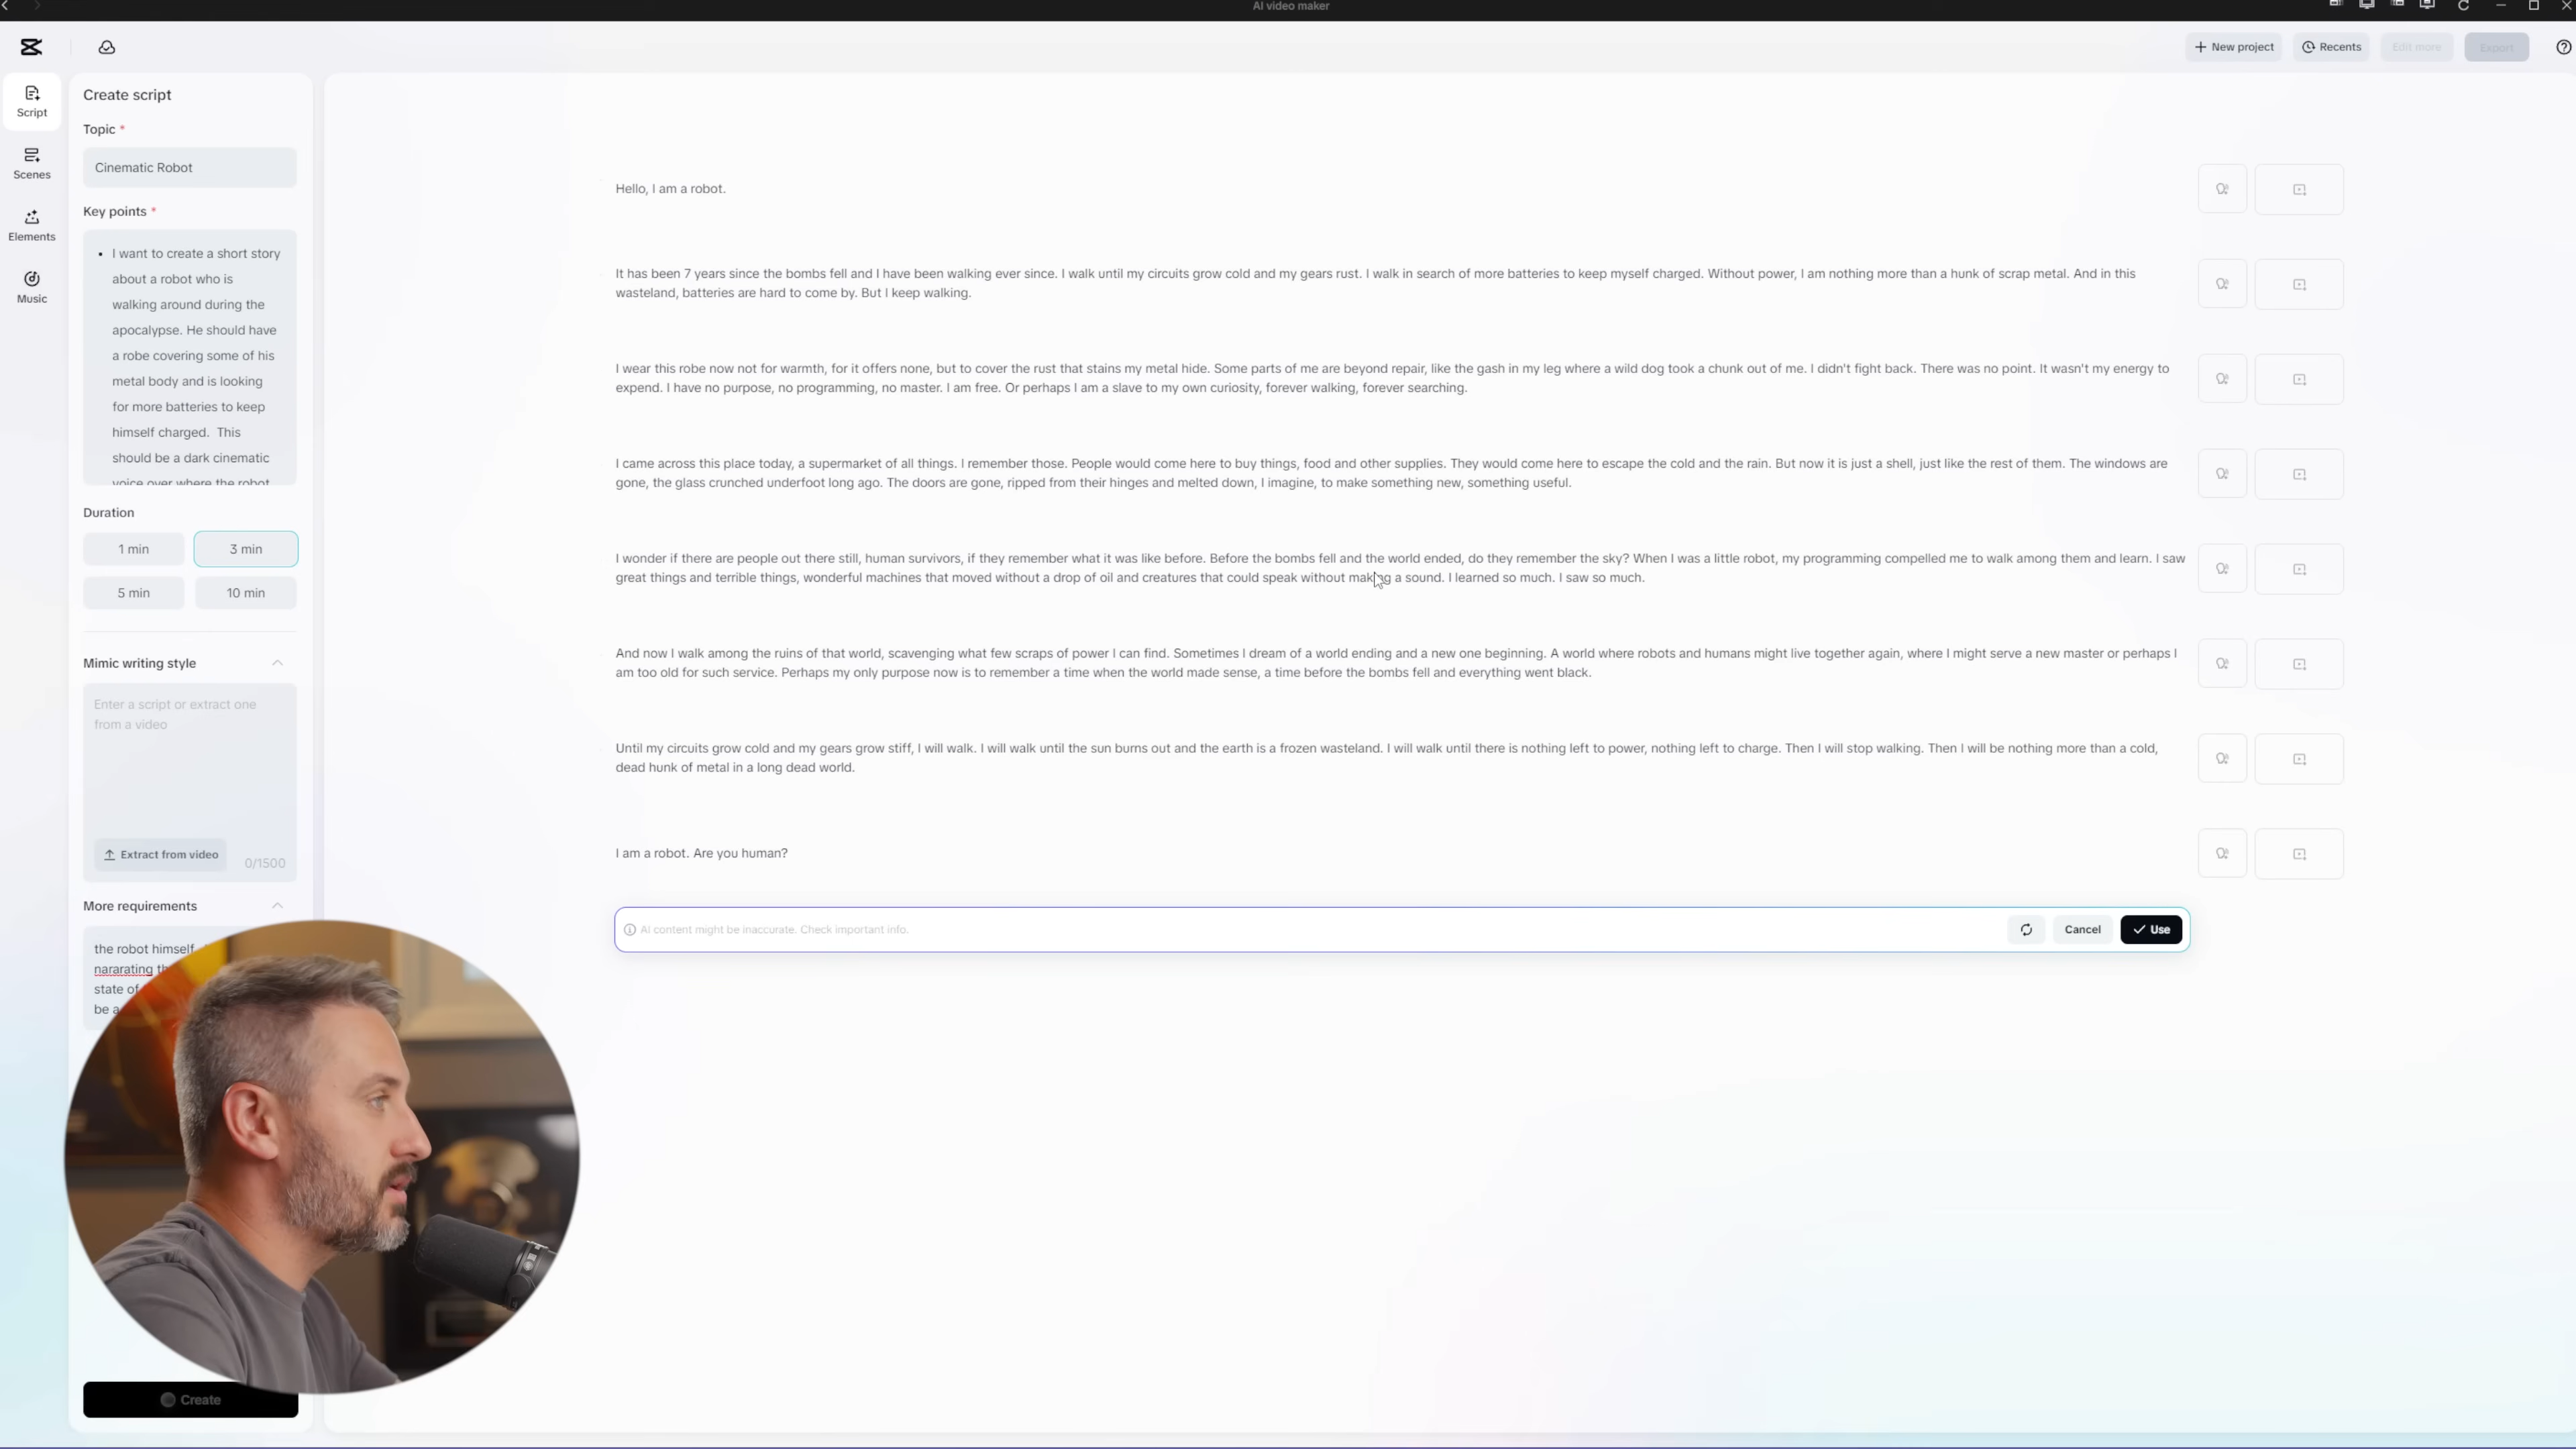 AI video maker
New project
Recents
Edit more
Export
Script
Scenes
Elements
Music
Create script
Topic *
Cinematic Robot
Key points *
• I want to create a short story
about a robot who is
walking around during the
apocalypse. He should have
a robe covering some of his
metal body and is looking
for more batteries to keep
himself charged. This
should be a dark cinematic
voice over where the robot
Duration
1 min
3 min
5 min
10 min
Mimic writing style
Enter a script or extract one
from a video
Extract from video
0/1500
More requirements
the robot himself
nararating
state of
be a
Create
Hello, I am a robot.
It has been 7 years since the bombs fell and I have been walking ever since. I walk until my circuits grow cold and my gears rust. I walk in search of more batteries to keep myself charged. Without power, I am nothing more than a hunk of scrap metal. And in this
wasteland, batteries are hard to come by. But I keep walking.
I wear this robe now not for warmth, for it offers none, but to cover the rust that stains my metal hide. Some parts of me are beyond repair, like the gash in my leg where a wild dog took a chunk out of me. I didn't fight back. There was no point. It wasn't my energy to
expend. I have no purpose, no programming, no master. I am free. Or perhaps I am a slave to my own curiosity, forever walking, forever searching.
I came across this place today, a supermarket of all things. I remember those. People would come here to buy things, food and other supplies. They would come here to escape the cold and the rain. But now it is just a shell, just like the rest of them. The windows are
gone, the glass crunched underfoot long ago. The doors are gone, ripped from their hinges and melted down, I imagine, to make something new, something useful.
I wonder if there are people out there still, human survivors, if they remember what it was like before. Before the bombs fell and the world ended, do they remember the sky? When I was a little robot, my programming compelled me to walk among them and learn. I saw
great things and terrible things, wonderful machines that moved without a drop of oil and creatures that could speak without making a sound. I learned so much. I saw so much.
And now I walk among the ruins of that world, scavenging what few scraps of power I can find. Sometimes I dream of a world ending and a new one beginning. A world where robots and humans might live together again, where I might serve a new master or perhaps I
am too old for such service. Perhaps my only purpose now is to remember a time when the world made sense, a time before the bombs fell and everything went black.
Until my circuits grow cold and my gears grow stiff, I will walk. I will walk until the sun burns out and the earth is a frozen wasteland. I will walk until there is nothing left to power, nothing left to charge. Then I will stop walking. Then I will be nothing more than a cold,
dead hunk of metal in a long dead world.
I am a robot. Are you human?
AI content might be inaccurate. Check important info.
Cancel
Use